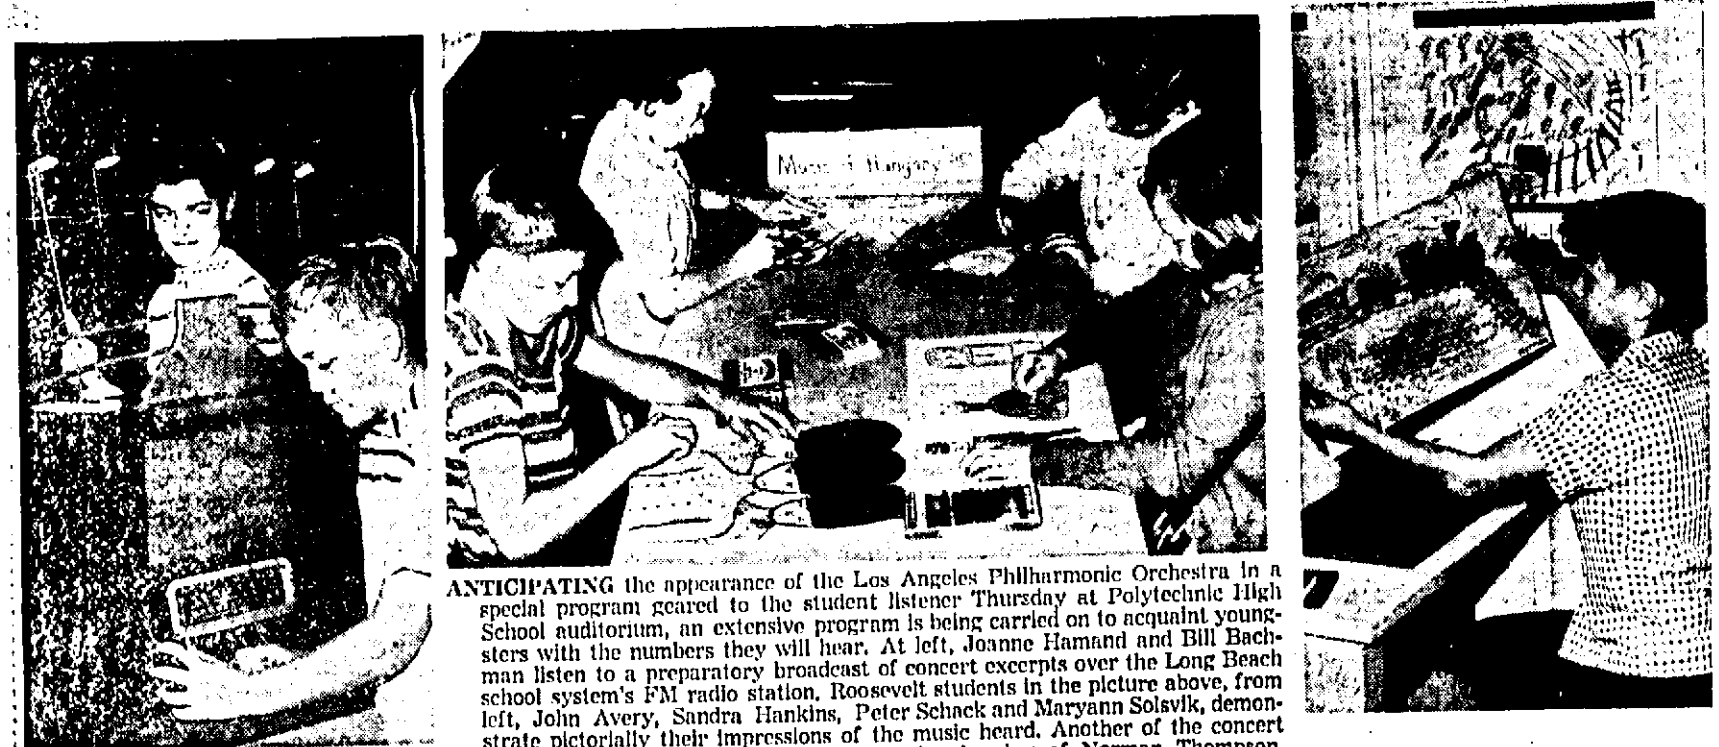 Music of Hungary
ANTICIPATING the appearance of the Los Angeles Philharmonic Orchestra in a
special program geared to the student listener Thursday at Polytechnic High
School auditorium, an extensive program is being carried on to acquaint young-
sters with the numbers they will hear. At left, Joanne Hamand and Bill Bach-
man listen to a preparatory broadcast of concert excerpts over the Long Beach
school system's FM radio station. Roosevelt students in the picture above, from
left, John Avery, Sandra Hankins, Peter Schack and Maryann Solsvik, demon-
strate pictorially their impressions of the music heard. Another of the concert
of Norman Thompson,